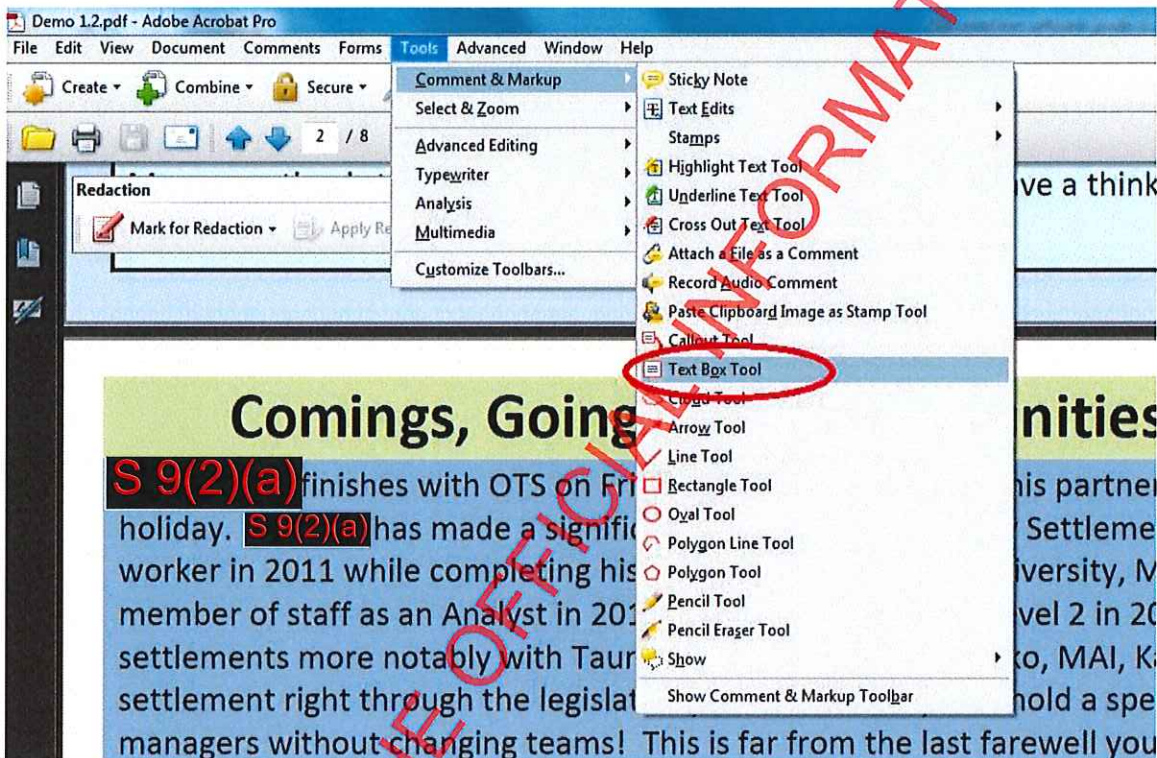 Demo 1.2.pdf - Adobe Acrobat Pro
File Edit View Document Comments Forms Tools Advanced Window Help
Create Combine Secure
2 / 8
Redaction
Mark for Redaction Apply Re
Comment & Markup
Select & Zoom
Advanced Editing
Typewriter
Analysis
Multimedia
Customize Toolbars...
Sticky Note
Text Edits
Stamps
Highlight Text Tool
Underline Text Tool
Cross Out Text Tool
Attach a File as a Comment
Record Audio Comment
Paste Clipboard Image as Stamp Tool
Callout Tool
Text Box Tool
Cloud Tool
Arrow Tool
Line Tool
Rectangle Tool
Oval Tool
Polygon Line Tool
Polygon Tool
Pencil Tool
Pencil Eraser Tool
Show
Show Comment & Markup Toolbar
ve a think
Comings, Going nities
S 9(2)(a) finishes with OTS on Fri his partner
holiday. S 9(2)(a) has made a signific Settleme
worker in 2011 while completing his iversity, M
member of staff as an Analyst in 201 vel 2 in 20
settlements more notably with Taur ko, MAI, Ka
settlement right through the legislat hold a spe
managers without changing teams! This is far from the last farewell you
E OFFICIAL INFORMAT